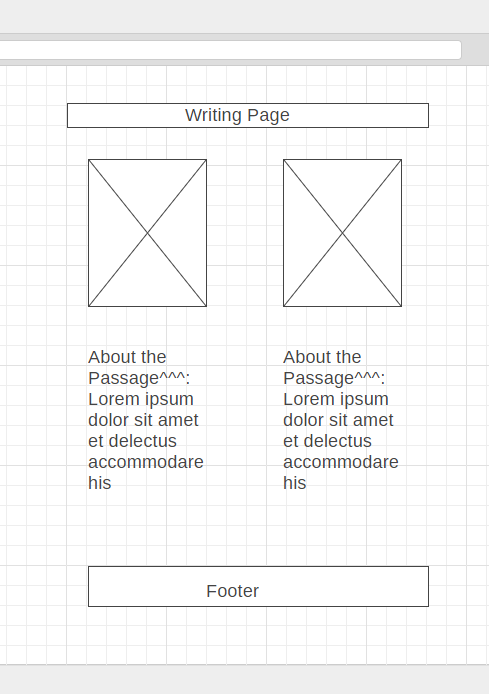 Writing Page
About the
Passage^^^:
Lorem ipsum
dolor sit amet
et delectus
accommodare
his
About the
Passage^^^:
Lorem ipsum
dolor sit amet
et delectus
accommodare
his
Footer